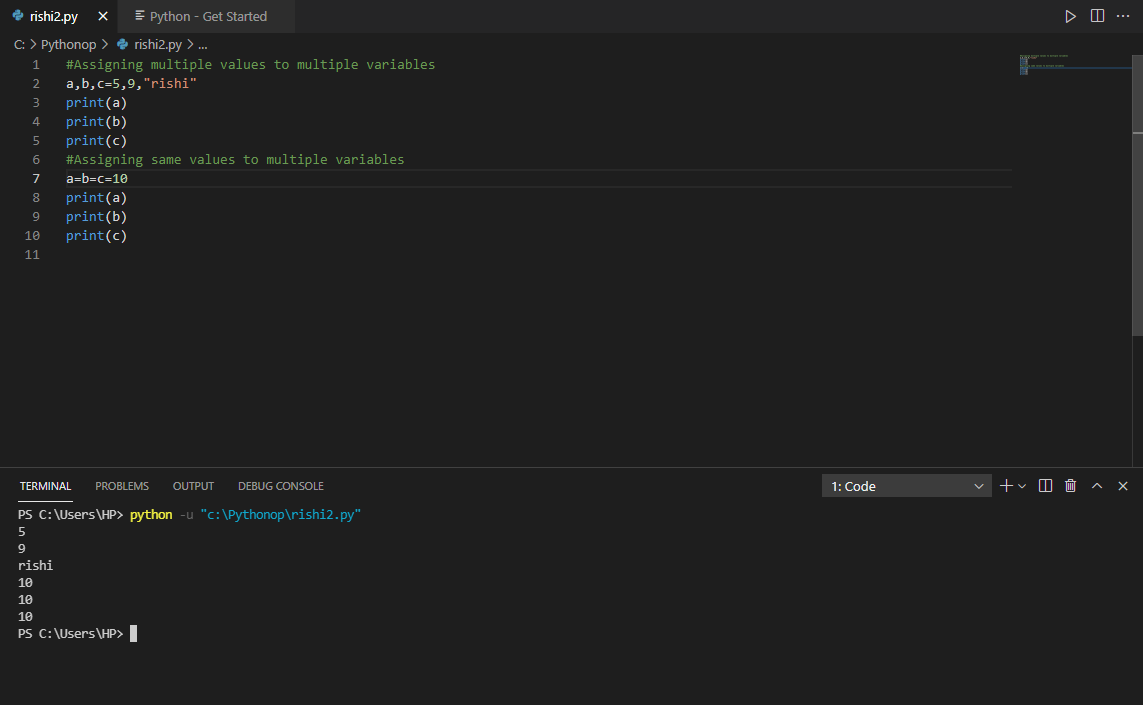 rishi2.py Python - Get Started
C: > Pythonop > rishi2.py > ...
1 #Assigning multiple values to multiple variables
2 a,b,c=5,9,"rishi"
3 print(a)
4 print(b)
5 print(c)
6 #Assigning same values to multiple variables
7 a=b=c=10
8 print(a)
9 print(b)
10 print(c)
11
TERMINAL PROBLEMS OUTPUT DEBUG CONSOLE 1: Code
PS C:\Users\HP> python -u "c:\Pythonop\rishi2.py"
5
9
rishi
10
10
10
PS C:\Users\HP>